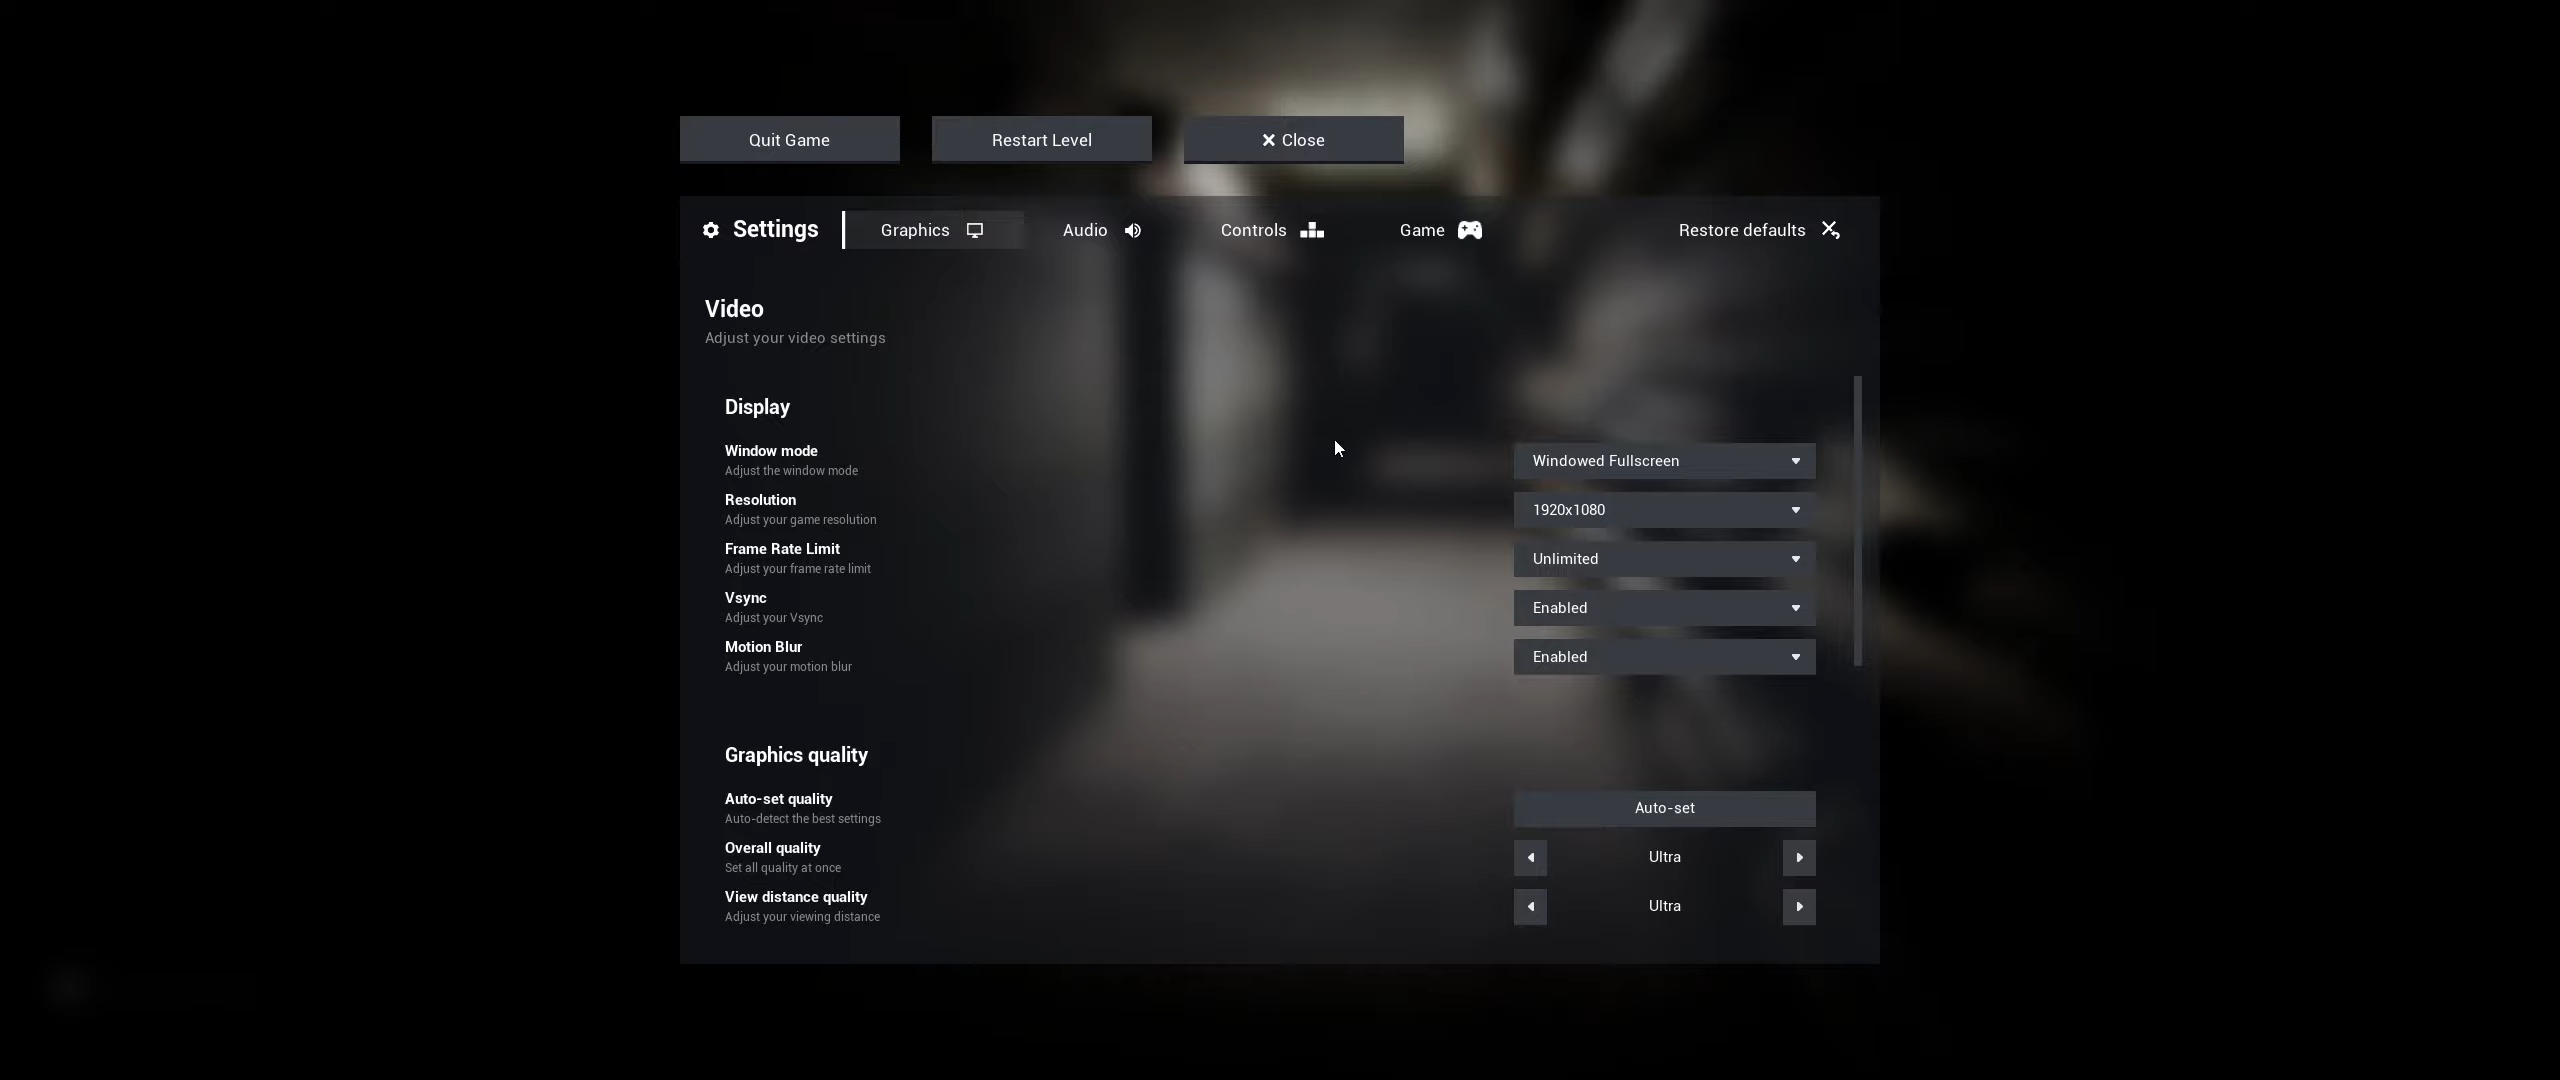 Quit Game
Restart Level
Close
Settings
Graphics
Audio
Controls
Game
Restore defaults
Video
Adjust your video settings
Display
Window mode
Adjust the window mode
Windowed Fullscreen
Resolution
Adjust your game resolution
1920x1080
Frame Rate Limit
Adjust your frame rate limit
Unlimited
Vsync
Adjust your Vsync
Enabled
Motion Blur
Adjust your motion blur
Enabled
Graphics quality
Auto-set quality
Auto-detect the best settings
Auto-set
Overall quality
Set all quality at once
Ultra
View distance quality
Adjust your viewing distance
Ultra